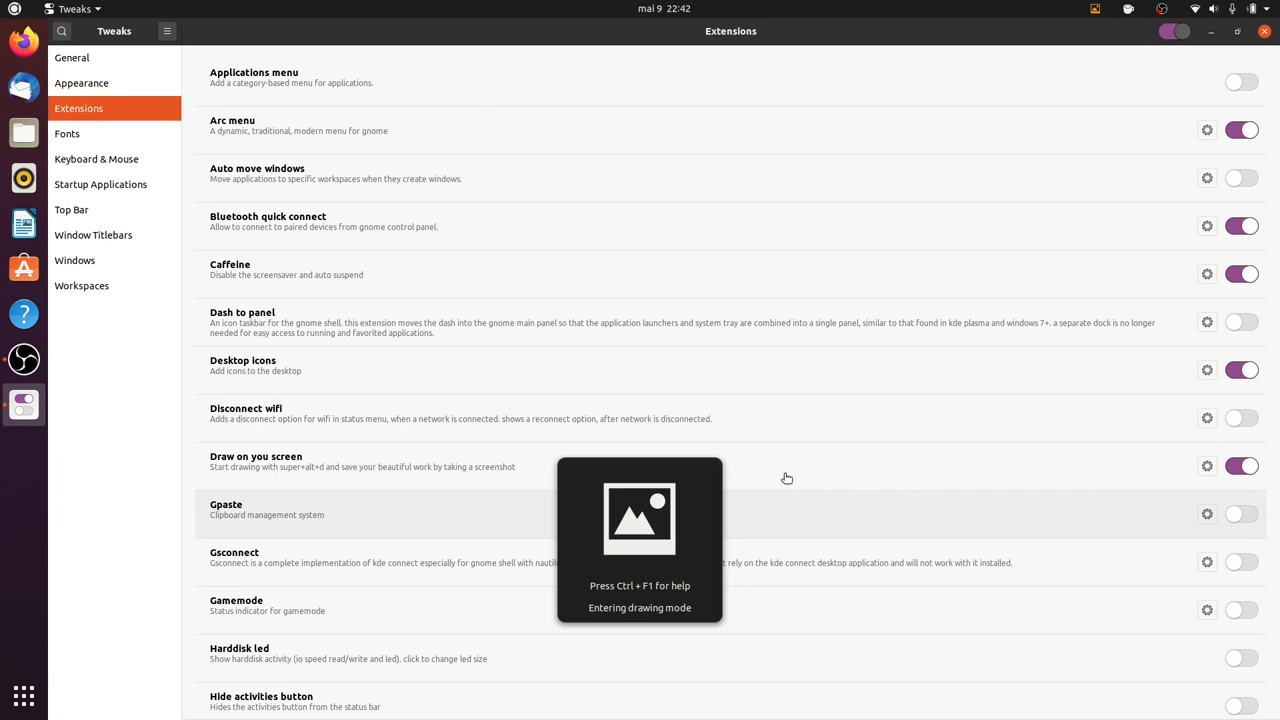 Tweaks
mai 9 22:42
Tweaks
Extensions
General
Appearance
Extensions
Fonts
Keyboard & Mouse
Startup Applications
Top Bar
Window Titlebars
Windows
Workspaces
Applications menu
Add a category-based menu for applications.
Arc menu
A dynamic, traditional, modern menu for gnome
Auto move windows
Move applications to specific workspaces when they create windows.
Bluetooth quick connect
Allow to connect to paired devices from gnome control panel.
Caffeine
Disable the screensaver and auto suspend
Dash to panel
An icon taskbar for the gnome shell. this extension moves the dash into the gnome main panel so that the application launchers and system tray are combined into a single panel, similar to that found in kde plasma and windows 7+. a separate dock is no longer
needed for easy access to running and favorited applications.
Desktop icons
Add icons to the desktop
Disconnect wifi
Adds a disconnect option for wifi in status menu, when a network is connected. shows a reconnect option, after network is disconnected.
Draw on you screen
Start drawing with super+alt+d and save your beautiful work by taking a screenshot
Gpaste
Clipboard management system
Gsconnect
Gsconnect is a complete implementation of kde connect especially for gnome shell with rely on the kde connect desktop application and will not work with it installed.
Gamemode
Status indicator for gamemode
Harddisk led
Show harddisk activity (io speed read/write and led). click to change led size
Hide activities button
Hides the activities button from the status bar
Press Ctrl + F1 for help
Entering drawing mode